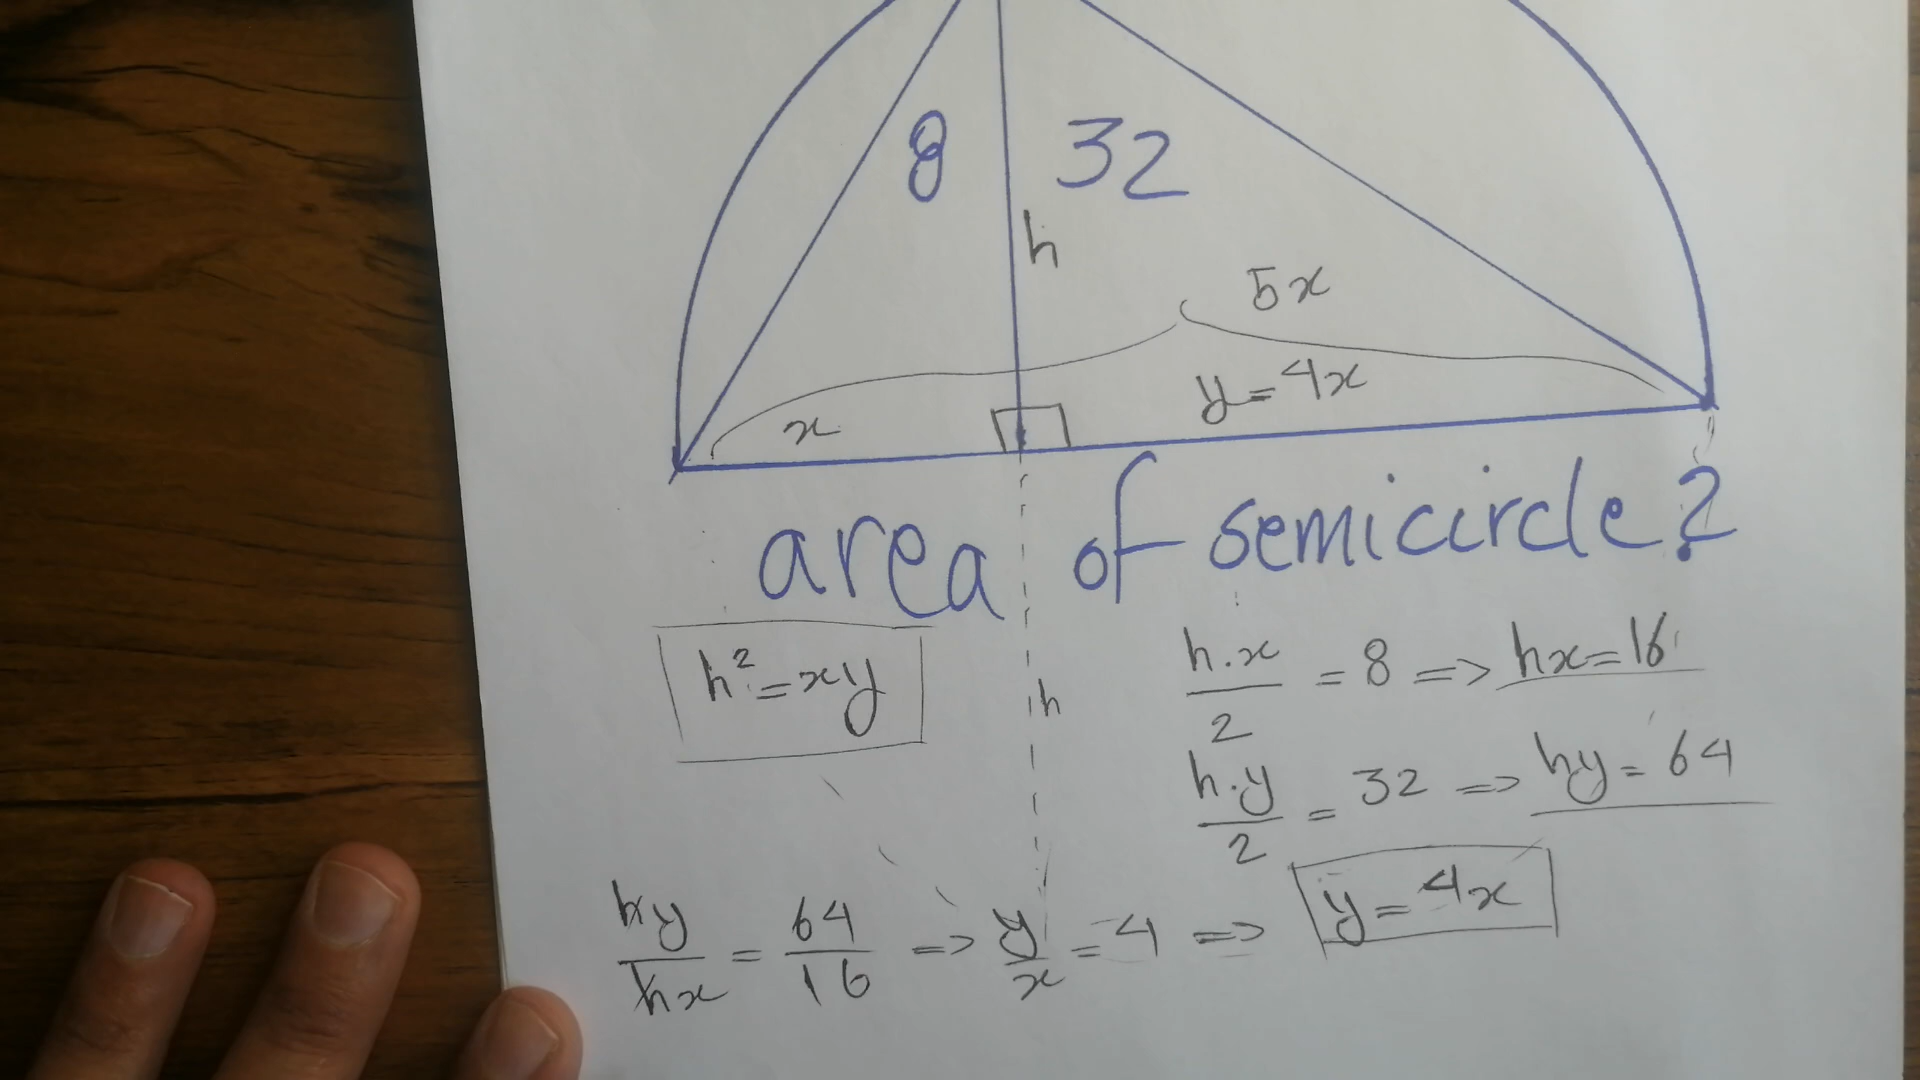 8 32
h
5x
x y=4x
area of semicircle?
h²=xy
h.x/2 = 8 => hx=16
h
h.y/2 = 32 => hy=64
hy/hx = 64/16 => y/x = 4 => y=4x